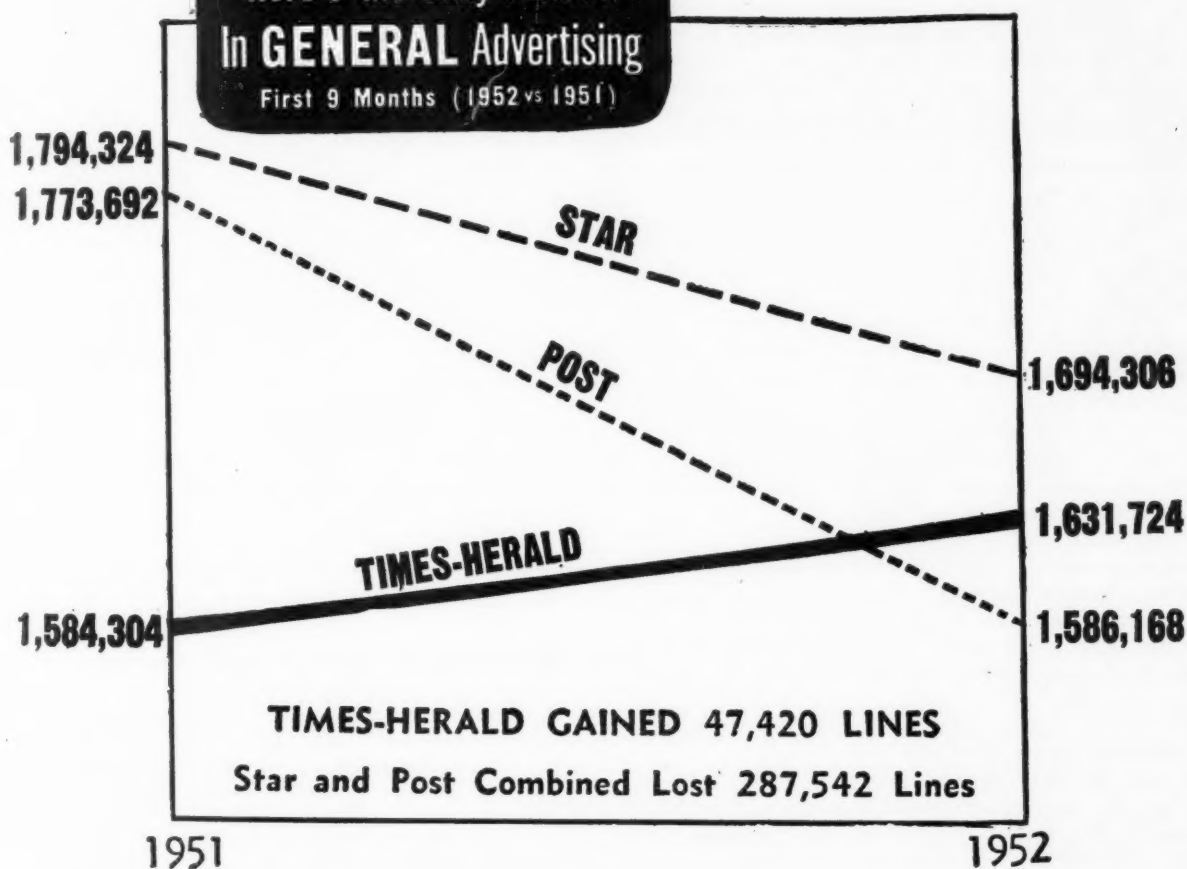 In GENERAL Advertising
First 9 Months (1952 vs 1951)
1,794,324
1,773,692
STAR
POST
1,694,306
TIMES-HERALD
1,631,724
1,584,304
1,586,168
TIMES-HERALD GAINED 47,420 LINES
Star and Post Combined Lost 287,542 Lines
1951
1952